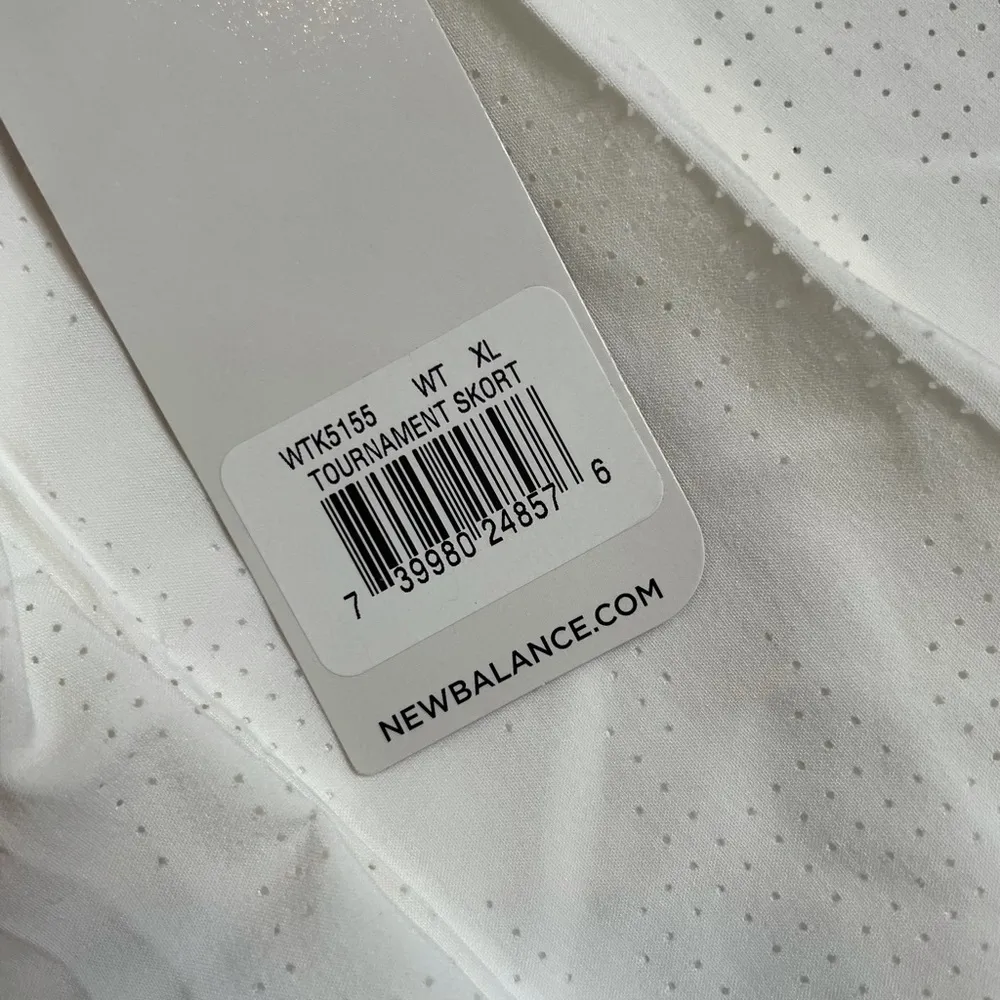 WTK5155 WT XL
TOURNAMENT SKORT
7 39980 24857 6
NEWBALANCE.COM